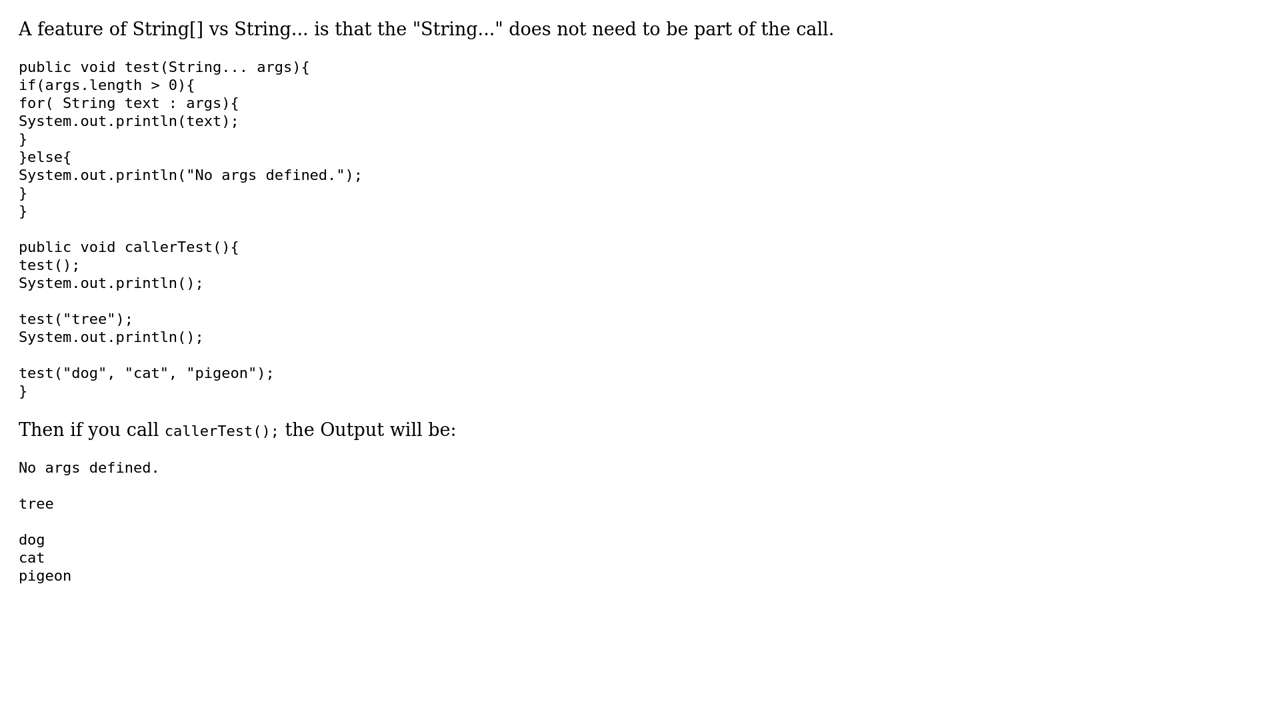 A feature of String[] vs String... is that the "String..." does not need to be part of the call.
public void test(String... args){
if(args.length > 0){
for( String text : args){
System.out.println(text);
}
}else{
System.out.println("No args defined.");
}
}
public void callerTest(){
test();
System.out.println();
test("tree");
System.out.println();
test("dog", "cat", "pigeon");
}
Then if you call callerTest(); the Output will be:
No args defined.
tree
dog
cat
pigeon